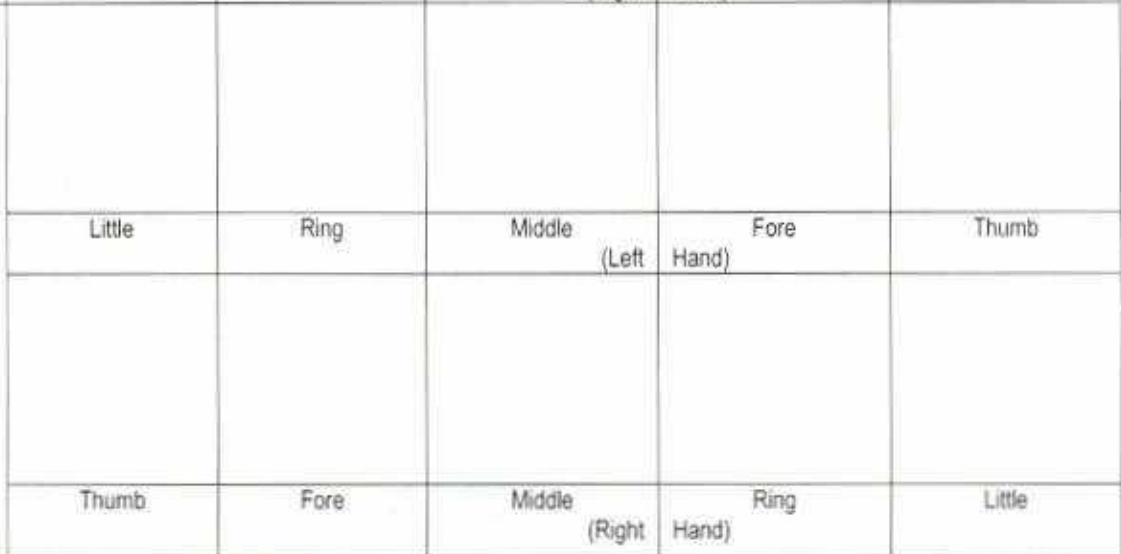 Little Ring Middle Fore Thumb
(Left Hand)
Thumb Fore Middle Ring Little
(Right Hand)